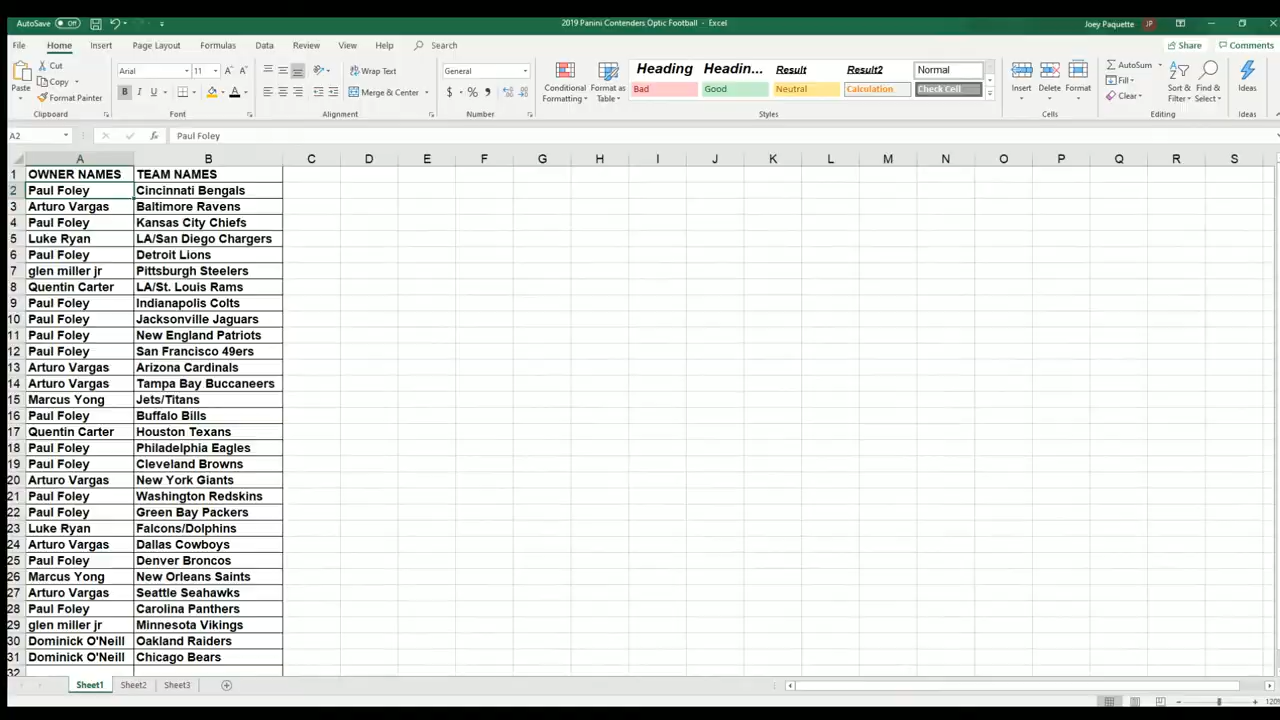 AutoSave Off 2019 Panini Contenders Optic Football - Excel Joey Paquette JP
File Home Insert Page Layout Formulas Data Review View Help Search Share Comments
Paste Cut Copy Format Painter Clipboard
Arial 11 A A B I U A Font
Wrap Text Merge & Center Alignment
General $ % Number
Conditional Formatting Format as Table
Heading Headin... Result Result2 Normal
Bad Good Neutral Calculation Check Cell
Styles
Insert Delete Format Cells
AutoSum Fill Clear Sort & Filter Find & Select Editing
Ideas Ideas
A2 fx Paul Foley
A B C D E F G H I J K L M N O P Q R S
1 OWNER NAMES TEAM NAMES
2 Paul Foley Cincinnati Bengals
3 Arturo Vargas Baltimore Ravens
4 Paul Foley Kansas City Chiefs
5 Luke Ryan LA/San Diego Chargers
6 Paul Foley Detroit Lions
7 glen miller jr Pittsburgh Steelers
8 Quentin Carter LA/St. Louis Rams
9 Paul Foley Indianapolis Colts
10 Paul Foley Jacksonville Jaguars
11 Paul Foley New England Patriots
12 Paul Foley San Francisco 49ers
13 Arturo Vargas Arizona Cardinals
14 Arturo Vargas Tampa Bay Buccaneers
15 Marcus Yong Jets/Titans
16 Paul Foley Buffalo Bills
17 Quentin Carter Houston Texans
18 Paul Foley Philadelphia Eagles
19 Paul Foley Cleveland Browns
20 Arturo Vargas New York Giants
21 Paul Foley Washington Redskins
22 Paul Foley Green Bay Packers
23 Luke Ryan Falcons/Dolphins
24 Arturo Vargas Dallas Cowboys
25 Paul Foley Denver Broncos
26 Marcus Yong New Orleans Saints
27 Arturo Vargas Seattle Seahawks
28 Paul Foley Carolina Panthers
29 glen miller jr Minnesota Vikings
30 Dominick O'Neill Oakland Raiders
31 Dominick O'Neill Chicago Bears
32
Sheet1 Sheet2 Sheet3